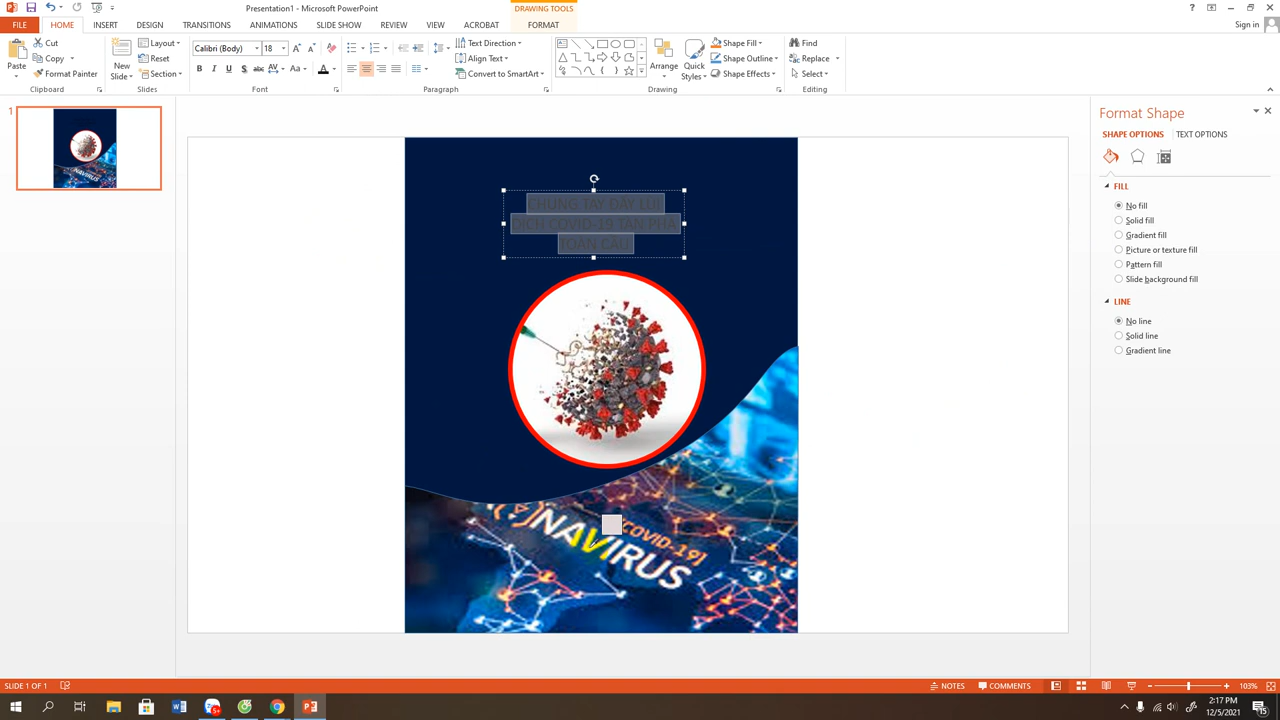 Presentation1 - Microsoft PowerPoint
DRAWING TOOLS
FILE HOME INSERT DESIGN TRANSITIONS ANIMATIONS SLIDE SHOW REVIEW VIEW ACROBAT FORMAT
Sign in
Paste
Cut
Copy
Format Painter
Clipboard
New Slide
Layout
Reset
Section
Slides
Calibri (Body) 18
Font
Text Direction
Align Text
Convert to SmartArt
Paragraph
Arrange
Quick Styles
Shape Fill
Shape Outline
Shape Effects
Drawing
Find
Replace
Select
Editing
1
CHUNG TAY ĐẨY LÙI
DỊCH COVID-19 TÀN PHÁ
TOÀN CẦU
NAVIRUS
COVID-19]
Format Shape
SHAPE OPTIONS TEXT OPTIONS
FILL
No fill
Solid fill
Gradient fill
Picture or texture fill
Pattern fill
Slide background fill
LINE
No line
Solid line
Gradient line
SLIDE 1 OF 1
NOTES COMMENTS 103%
2:17 PM
12/5/2021